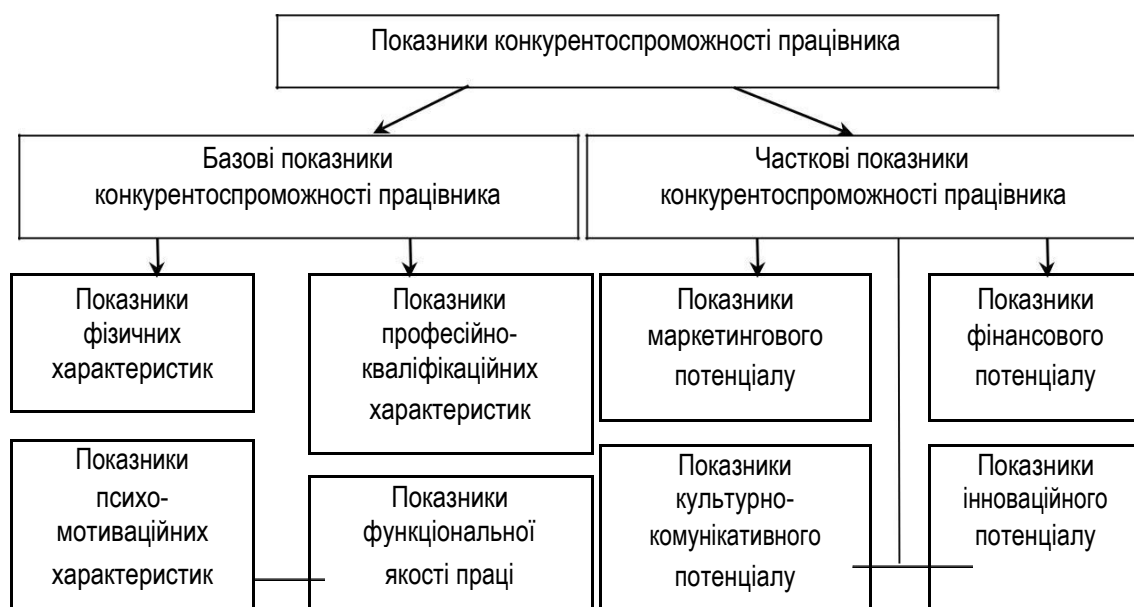 Показники конкурентоспроможності працівника
Базові показники
конкурентоспроможності працівника
Часткові показники
конкурентоспроможності працівника
Показники
фізичних
характеристик
Показники
професійно-
кваліфікаційних
характеристик
Показники
маркетингового
потенціалу
Показники
фінансового
потенціалу
Показники
психо-
мотиваційних
характеристик
Показники
функціональної
якості праці
Показники
культурно-
комунікативного
потенціалу
Показники
інноваційного
потенціалу